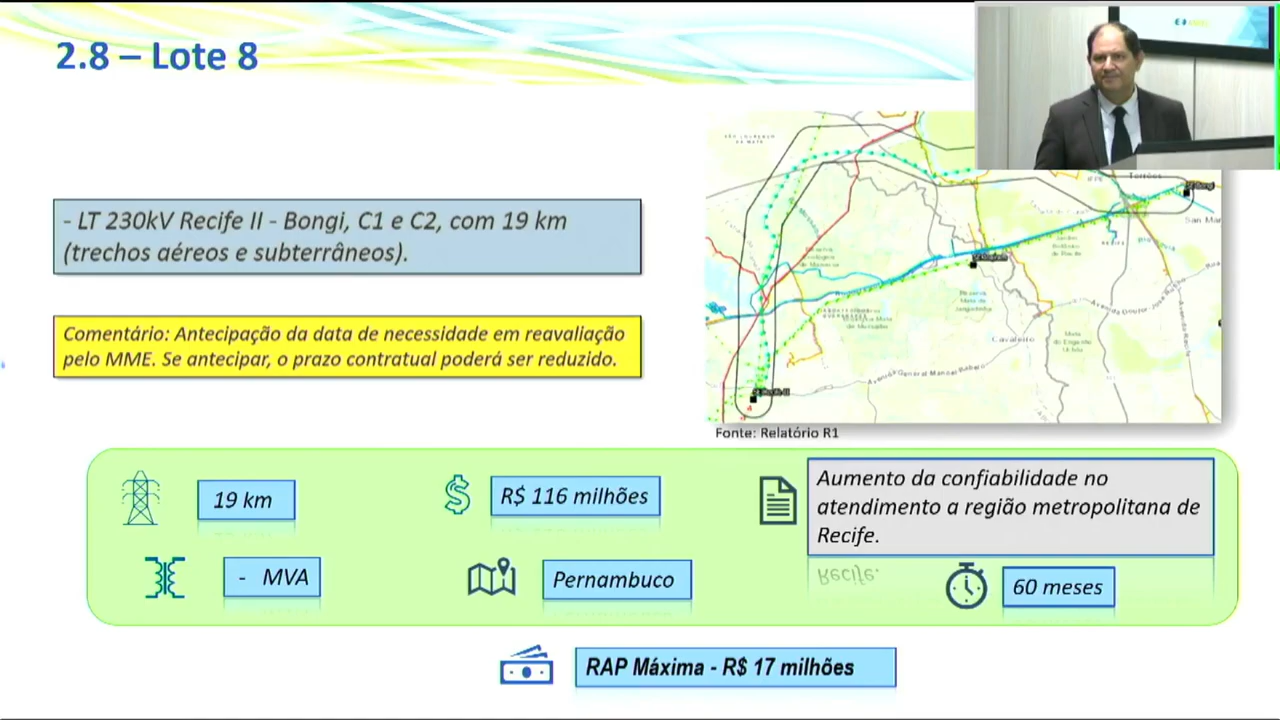 2.8 – Lote 8
- LT 230kV Recife II - Bongi, C1 e C2, com 19 km
(trechos aéreos e subterrâneos).
Comentário: Antecipação da data de necessidade em reavaliação
pelo MME. Se antecipar, o prazo contratual poderá ser reduzido.
Fonte: Relatório R1
19 km
R$ 116 milhões
Aumento da confiabilidade no
atendimento a região metropolitana de
Recife.
- MVA
Pernambuco
60 meses
RAP Máxima - R$ 17 milhões